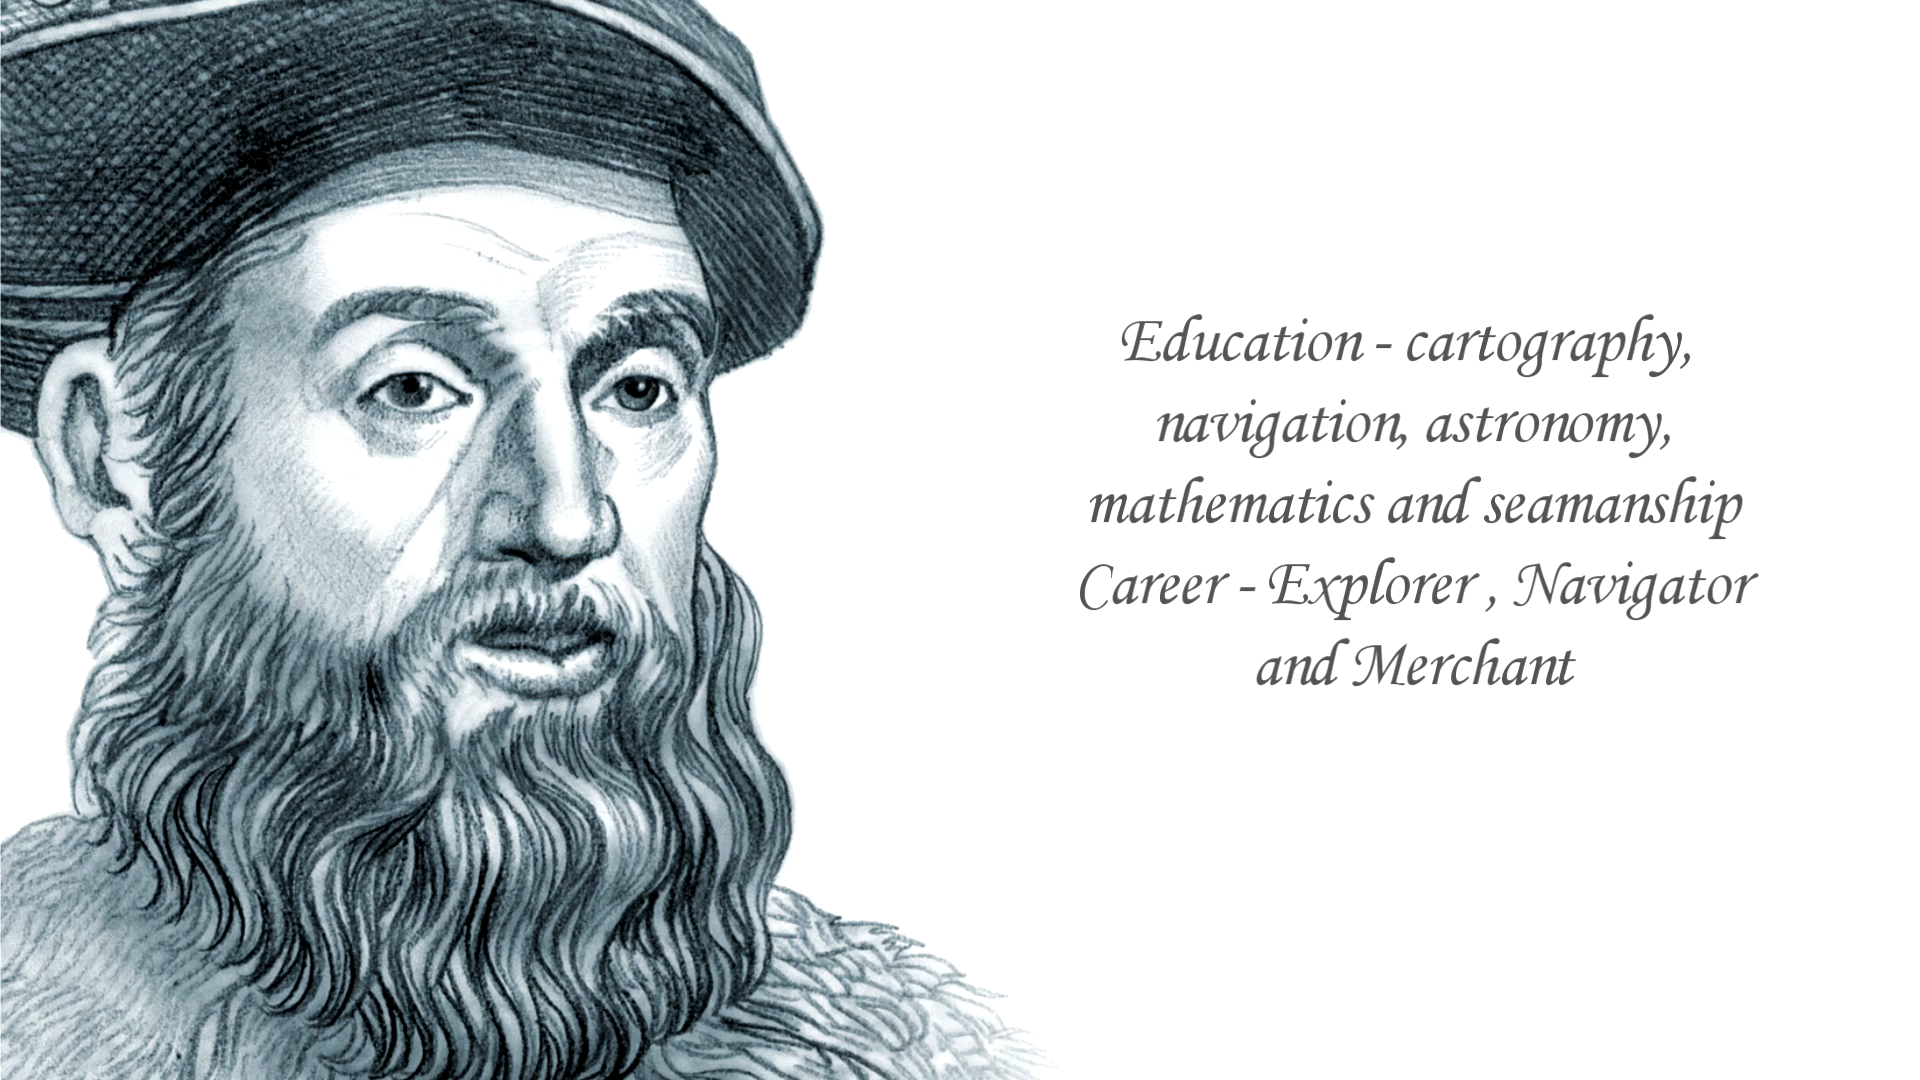 Education - cartography,
navigation, astronomy,
mathematics and seamanship
Career - Explorer , Navigator
and Merchant